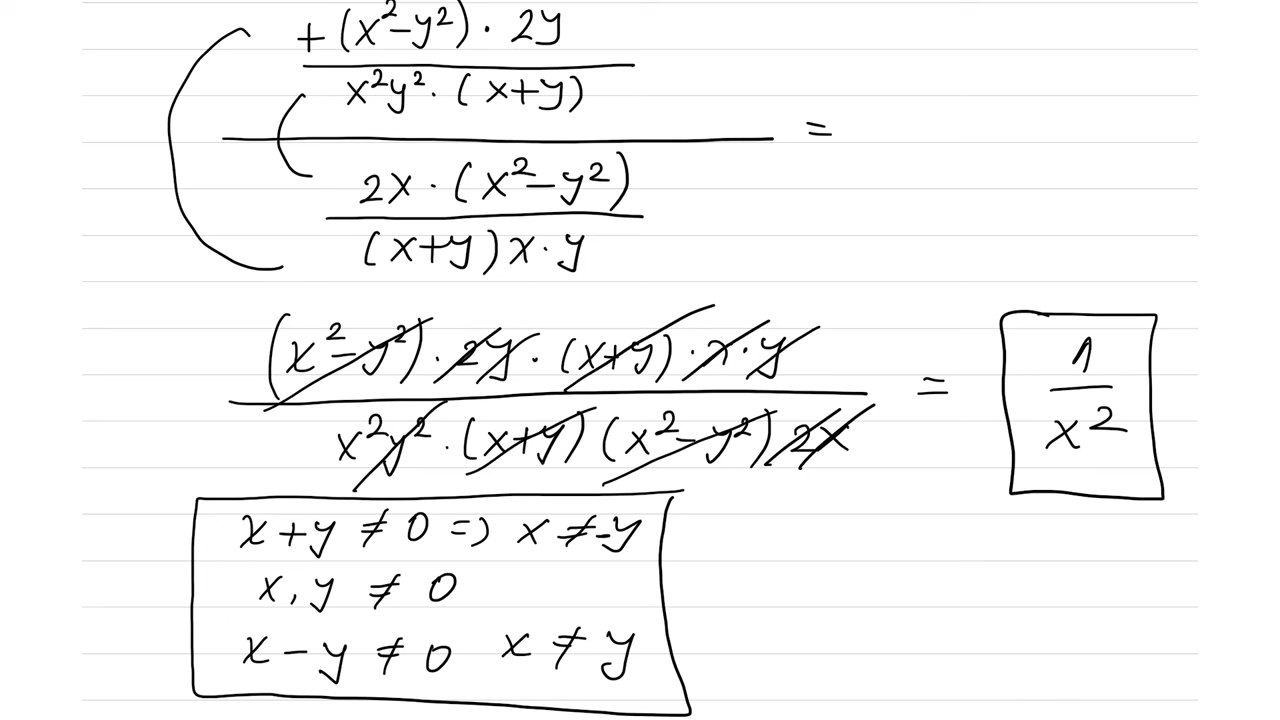 + (x²-y²) · 2y
x²y² · (x+y)
=
2x · (x²-y²)
(x+y) x · y
(x²-y²) · 2y · (x+y) · x · y
x²y² · (x+y) (x²-y²) 2x
= 1
x²
x+y ≠ 0 => x ≠ -y
x, y ≠ 0
x - y ≠ 0 x ≠ y